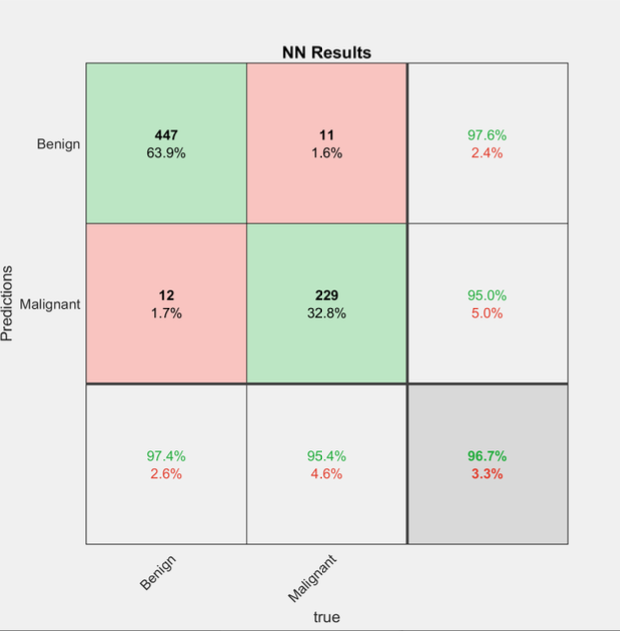 NN Results
Benign
447
63.9%
11
1.6%
97.6%
2.4%
Malignant
12
1.7%
229
32.8%
95.0%
5.0%
97.4%
2.6%
95.4%
4.6%
96.7%
3.3%
Predictions
Benign
Malignant
true